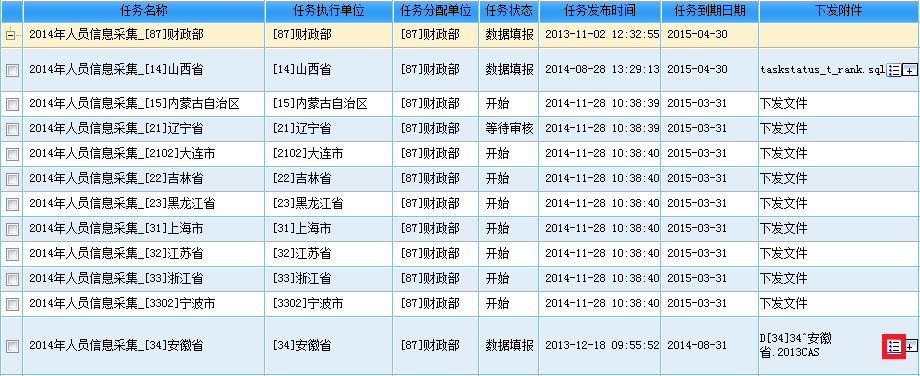 任务名称 任务执行单位 任务分配单位 任务状态 任务发布时间 任务到期日期 下发附件
2014年人员信息采集_[87]财政部 [87]财政部 [87]财政部 数据填报 2013-11-02 12:32:55 2015-04-30
2014年人员信息采集_[14]山西省 [14]山西省 [87]财政部 数据填报 2014-08-28 13:29:13 2015-04-30 taskstatus_t_rank.sql
2014年人员信息采集_[15]内蒙古自治区 [15]内蒙古自治区 [87]财政部 开始 2014-11-28 10:38:39 2015-03-31 下发文件
2014年人员信息采集_[21]辽宁省 [21]辽宁省 [87]财政部 等待审核 2014-11-28 10:38:39 2015-03-31 下发文件
2014年人员信息采集_[2102]大连市 [2102]大连市 [87]财政部 开始 2014-11-28 10:38:40 2015-03-31 下发文件
2014年人员信息采集_[22]吉林省 [22]吉林省 [87]财政部 开始 2014-11-28 10:38:40 2015-03-31 下发文件
2014年人员信息采集_[23]黑龙江省 [23]黑龙江省 [87]财政部 开始 2014-11-28 10:38:40 2015-03-31 下发文件
2014年人员信息采集_[31]上海市 [31]上海市 [87]财政部 开始 2014-11-28 10:38:40 2015-03-31 下发文件
2014年人员信息采集_[32]江苏省 [32]江苏省 [87]财政部 开始 2014-11-28 10:38:40 2015-03-31 下发文件
2014年人员信息采集_[33]浙江省 [33]浙江省 [87]财政部 开始 2014-11-28 10:38:40 2015-03-31 下发文件
2014年人员信息采集_[3302]宁波市 [3302]宁波市 [87]财政部 开始 2014-11-28 10:38:40 2015-03-31 下发文件
2014年人员信息采集_[34]安徽省 [34]安徽省 [87]财政部 数据填报 2013-12-18 09:55:52 2014-08-31 D[34]34^安徽
省.2013CAS